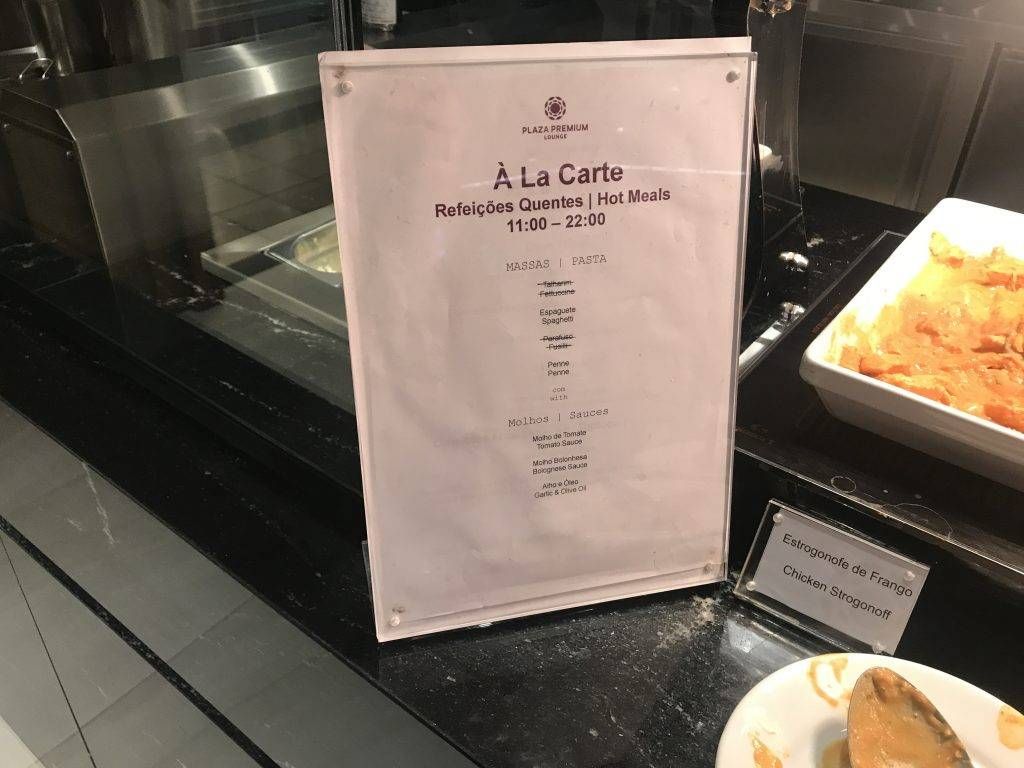 PLAZA PREMIUM
LOUNGE
À La Carte
Refeições Quentes | Hot Meals
11:00 – 22:00
MASSAS | PASTA
Talharim
Fettuccine
Espaguete
Spaghetti
Parafuso
Fusilli
Penne
Penne
com
with
Molhos | Sauces
Molho de Tomate
Tomato Sauce
Molho Bolonhesa
Bolognese Sauce
Alho e Óleo
Garlic & Olive Oil
Estrogonofe de Frango
Chicken Strogonoff